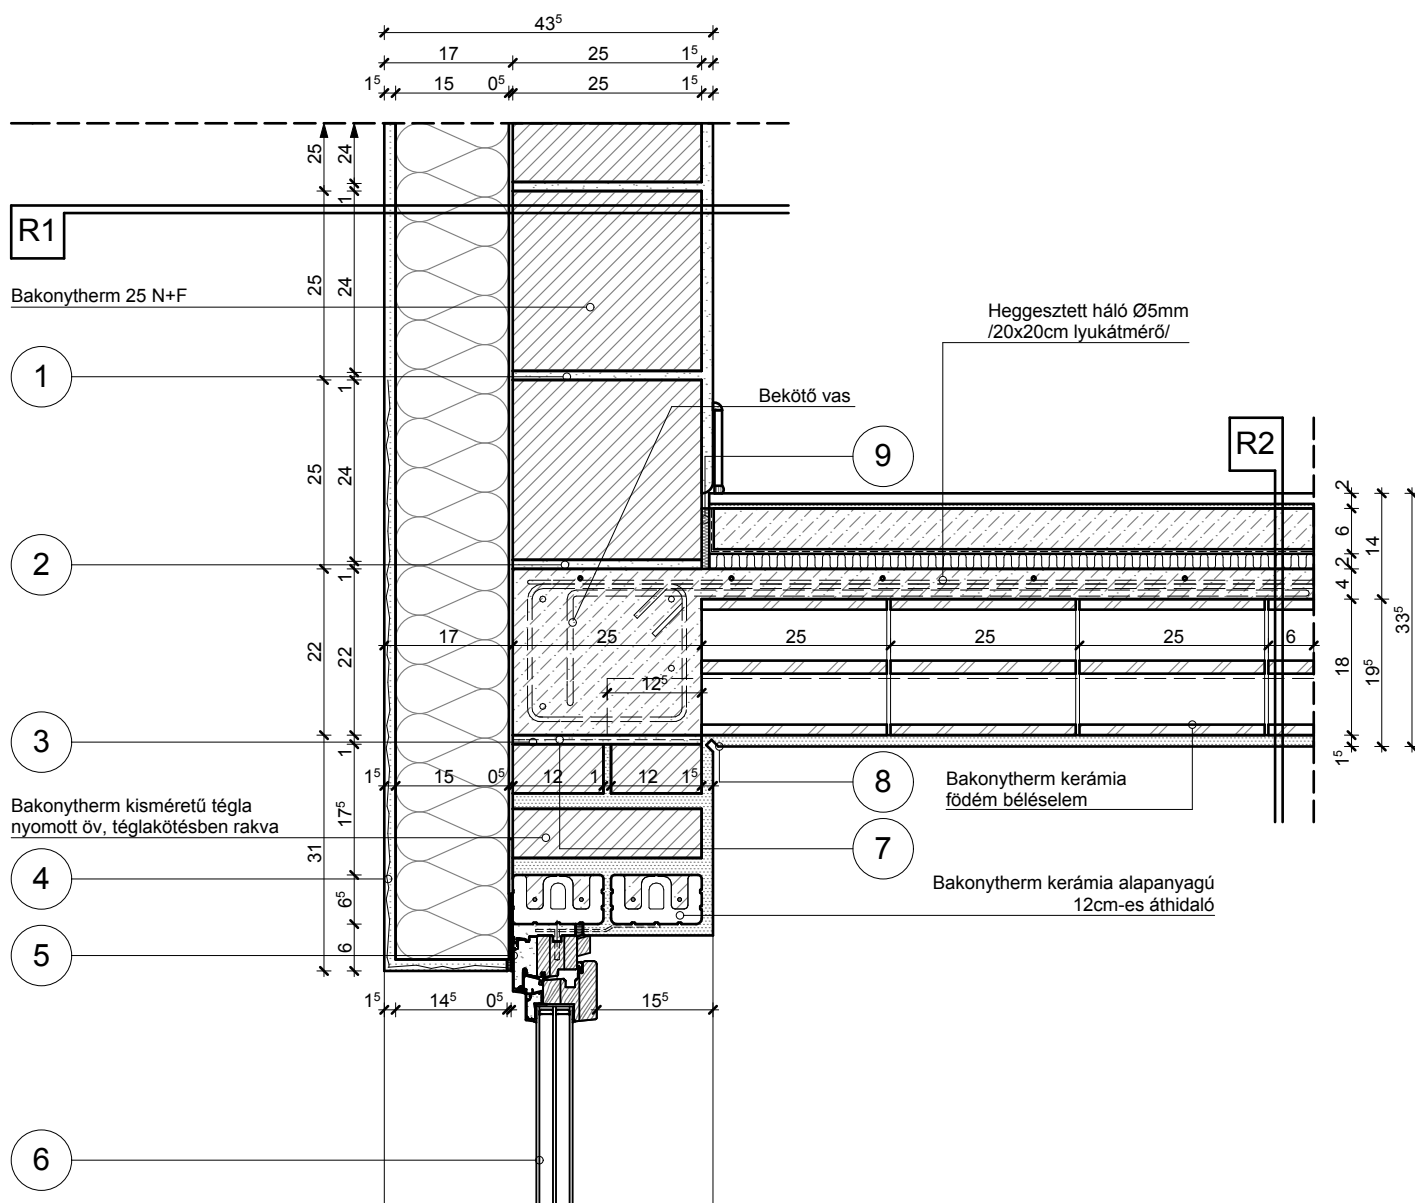 43⁵
17 25 1⁵
1⁵ 15 0⁵ 25 1⁵
25 24
1
R1
25 24
Bakonytherm 25 N+F
Heggesztett háló Ø5mm
/20x20cm lyukátmérő/
1
1
Bekötő vas
9
R2
25 24
2
6
14
2
4
33⁵
2
1
17 25 25 25 25 6
22 22
12⁵
18
19⁵
3
1
1⁵
1⁵ 15 0⁵ 12 1 12 1⁵
8
Bakonytherm kerámia
födém béléselem
Bakonytherm kisméretű tégla
nyomott öv, téglakötésben rakva
17⁵
31
7
4
6⁵
Bakonytherm kerámia alapanyagú
12cm-es áthidaló
5
6
1⁵ 14⁵ 0⁵ 15⁵
6